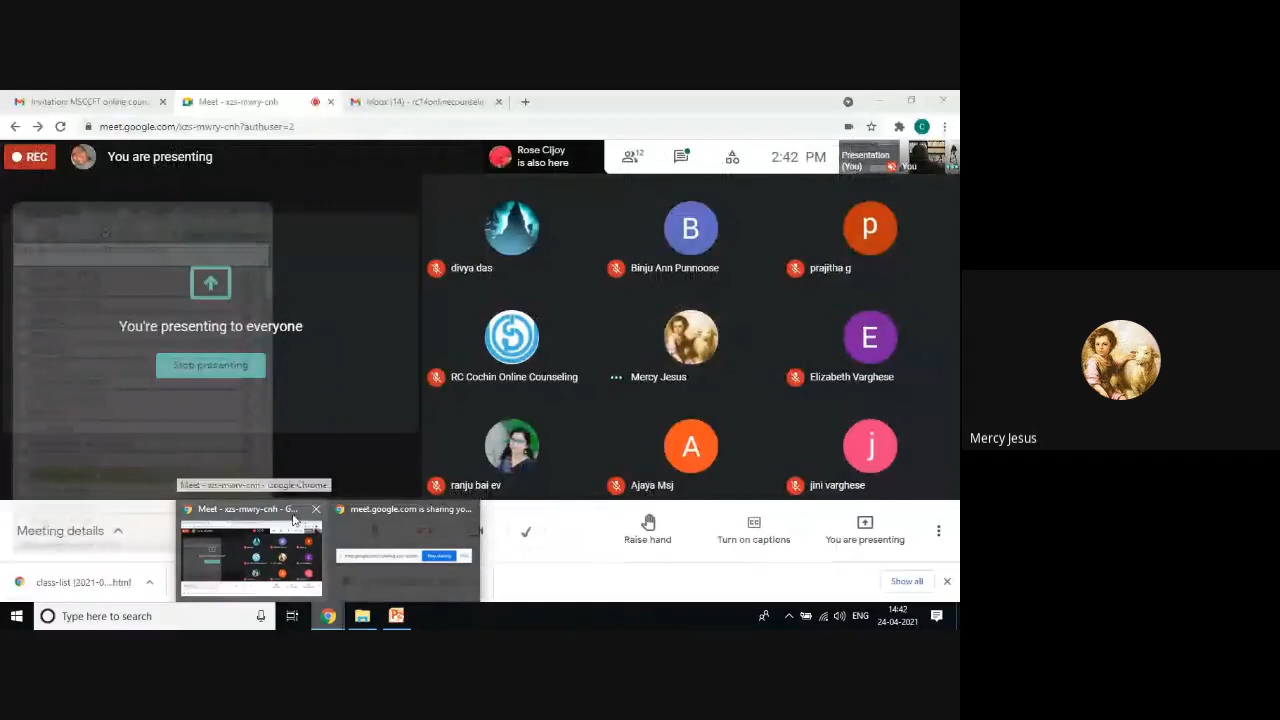 Invitation: MSCCFT online coun
Meet - xzs-mwry-cnh
Inbox (14) - rc14onlinecounselin
meet.google.com/xzs-mwry-cnh?authuser=2
C
REC
You are presenting
Rose Cijoy
is also here
12
2:42 PM
Presentation
(You)
You
B
p
divya das
Binju Ann Punnoose
prajitha g
You're presenting to everyone
Stop presenting
E
RC Cochin Online Counseling
Mercy Jesus
Elizabeth Varghese
A
j
ranju bai ev
Ajaya Msj
jini varghese
Mercy Jesus
Meet - xzs-mwry-cnh - Google Chrome
Meet - xzs-mwry-cnh - G...
meet.google.com is sharing yo...
Meeting details
Raise hand
Turn on captions
You are presenting
Stop sharing
class-list (2021-0....html
Show all
Type here to search
ENG
14:42
24-04-2021